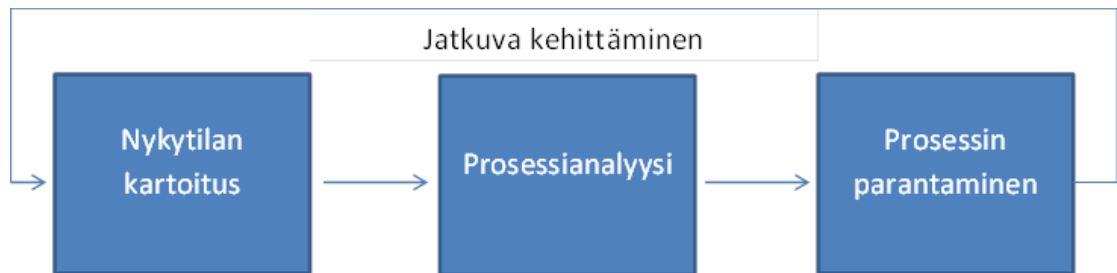 Jatkuva kehittäminen
Nykytilan
kartoitus
Prosessianalyysi
Prosessin
parantaminen